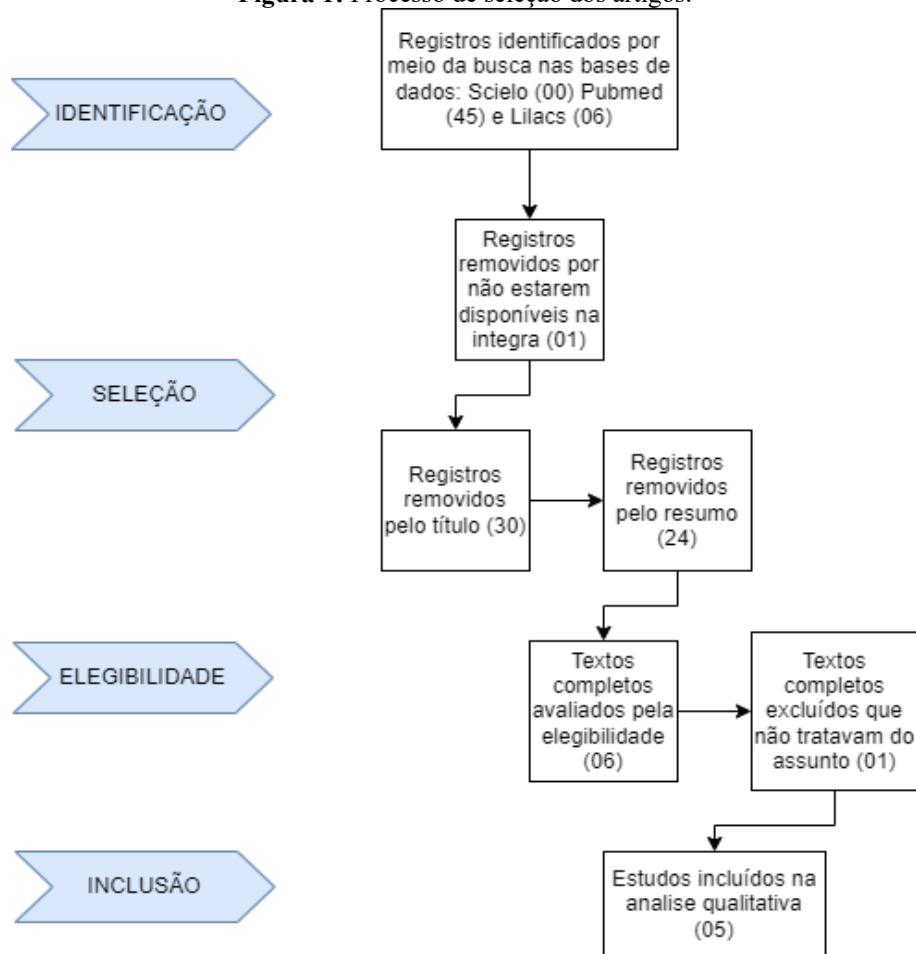 Figura 1. Processo de seleção dos artigos.
Registros identificados por
meio da busca nas bases de
dados: Scielo (00) Pubmed
(45) e Lilacs (06)
IDENTIFICAÇÃO
Registros
removidos por
não estarem
disponíveis na
integra (01)
SELEÇÃO
Registros
removidos
pelo título (30)
Registros
removidos
pelo resumo
(24)
ELEGIBILIDADE
Textos
completos
avaliados pela
elegibilidade
(06)
Textos
completos
excluídos que
não tratavam do
assunto (01)
INCLUSÃO
Estudos incluídos na
analise qualitativa
(05)